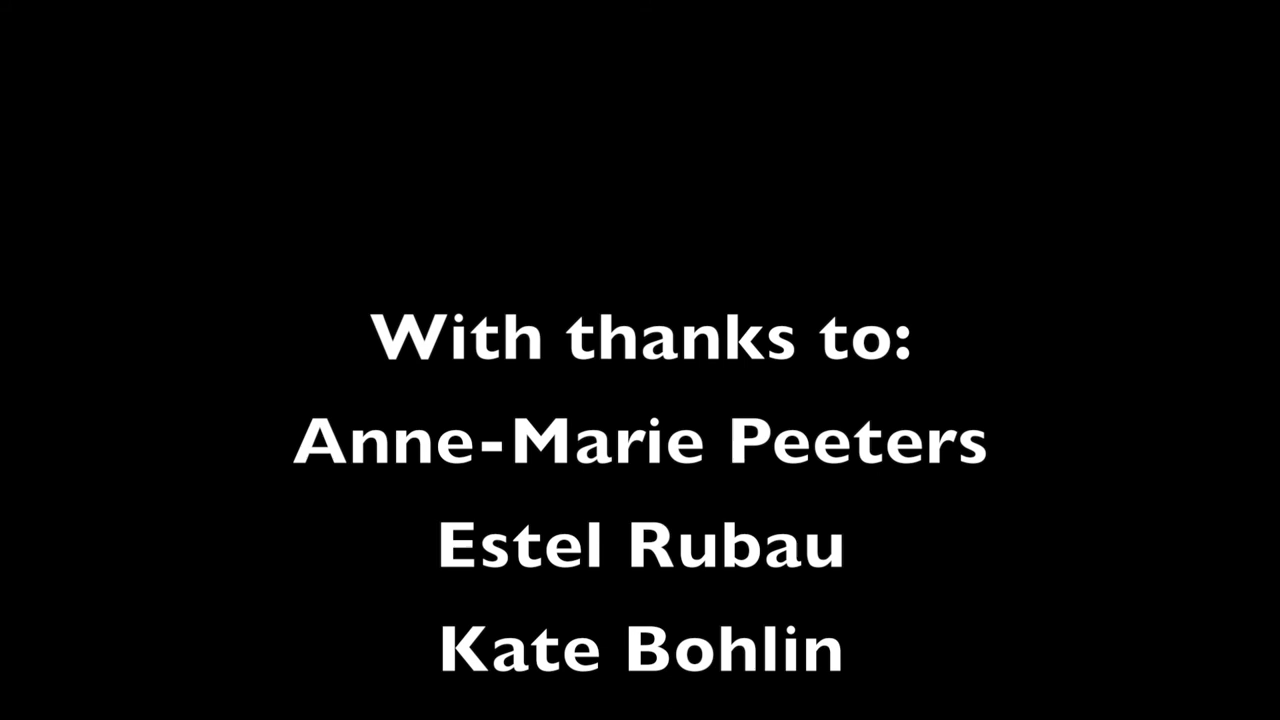 With thanks to:
Anne-Marie Peeters
Estel Rubau
Kate Bohlin